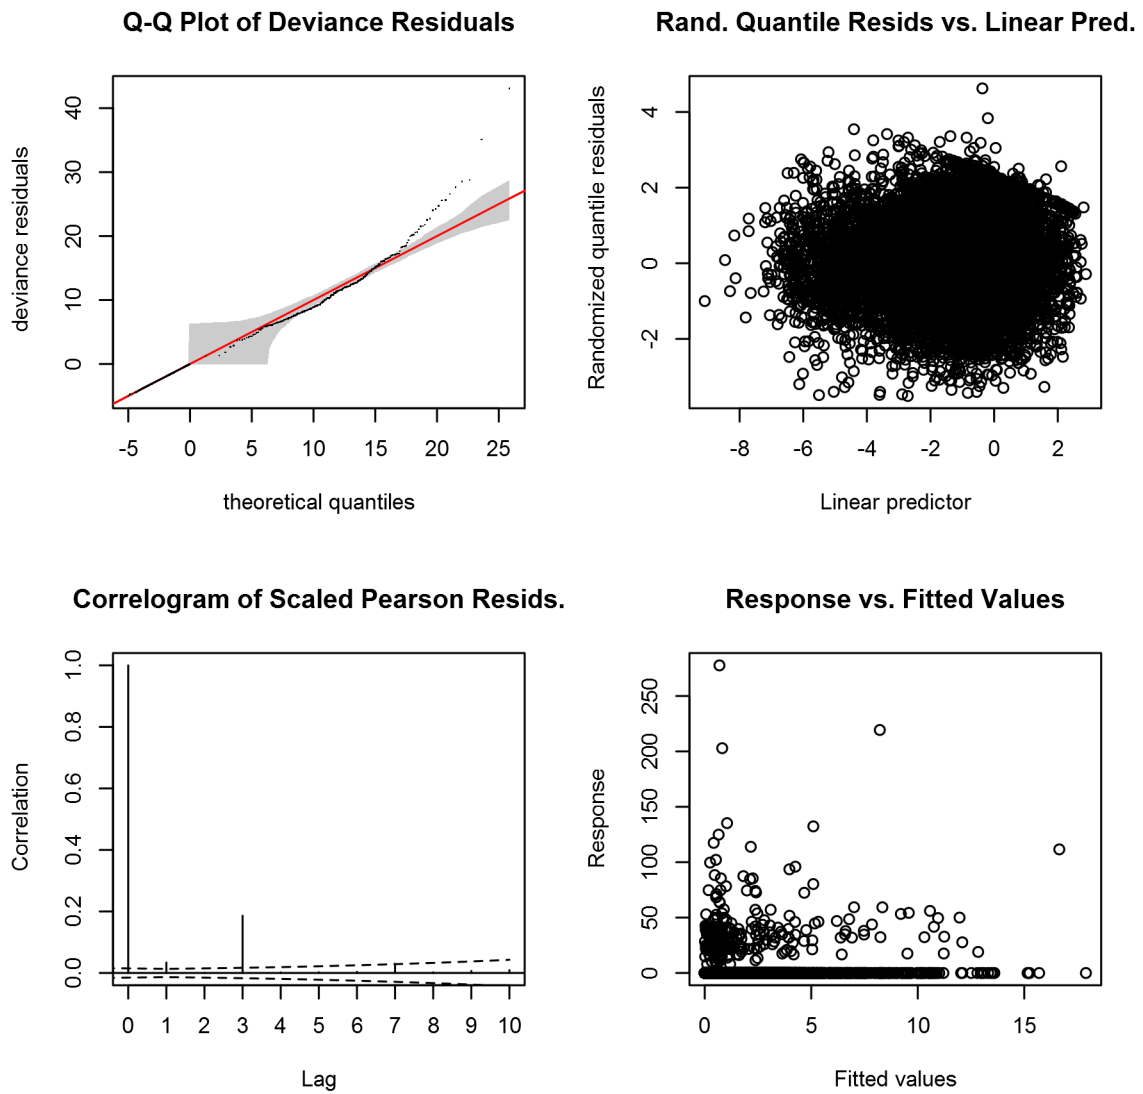 Q-Q Plot of Deviance Residuals
deviance residuals
40
30
20
10
0
-5 0 5 10 15 20 25
theoretical quantiles
Rand. Quantile Resids vs. Linear Pred.
Randomized quantile residuals
4
2
0
-2
-8 -6 -4 -2 0 2
Linear predictor
Correlogram of Scaled Pearson Resids.
Correlation
1.0
0.8
0.6
0.4
0.2
0.0
0 1 2 3 4 5 6 7 8 9 10
Lag
Response vs. Fitted Values
Response
250
200
150
100
50
0
0 5 10 15
Fitted values